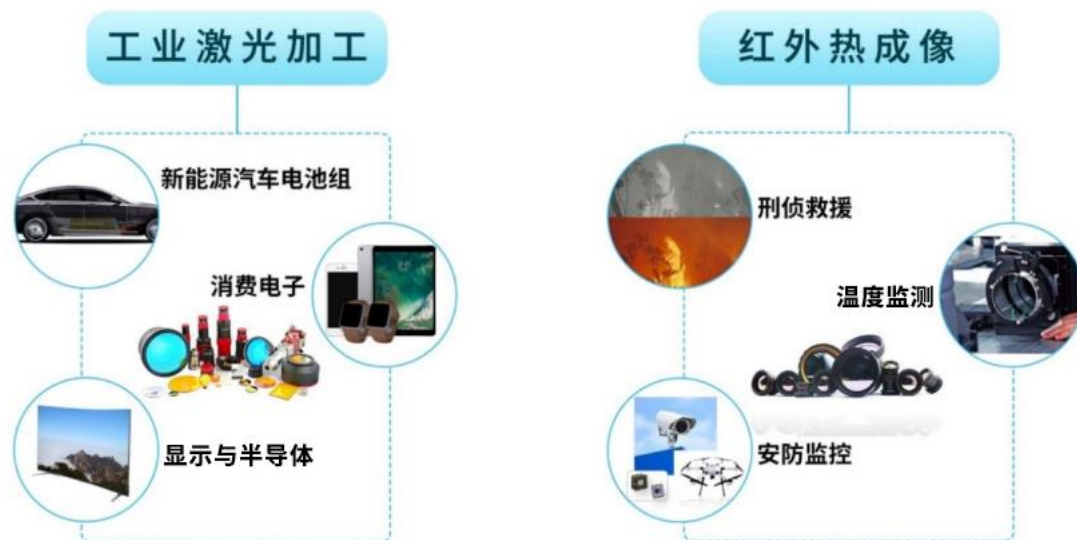 工业激光加工
新能源汽车电池组
消费电子
显示与半导体
红外热成像
刑侦救援
温度监测
安防监控